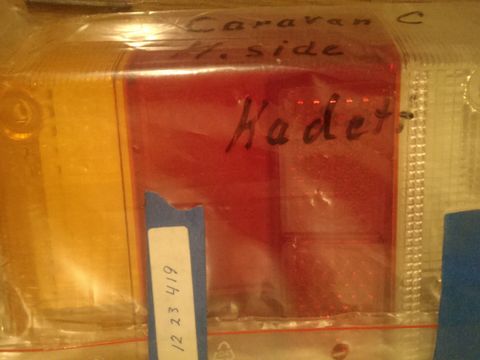 Caravan C
H. side
Kadett
12 23 419